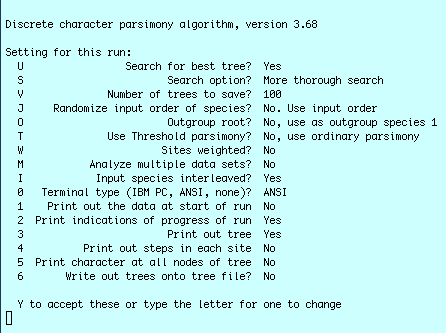 Discrete character parsimony algorithm, version 3.68
Setting for this run:
U Search for best tree? Yes
S Search option? More thorough search
V Number of trees to save? 100
J Randomize input order of species? No. Use input order
O Outgroup root? No, use as outgroup species 1
T Use Threshold parsimony? No, use ordinary parsimony
W Sites weighted? No
M Analyze multiple data sets? No
I Input species interleaved? Yes
0 Terminal type (IBM PC, ANSI, none)? ANSI
1 Print out the data at start of run No
2 Print indications of progress of run Yes
3 Print out tree Yes
4 Print out steps in each site No
5 Print character at all nodes of tree No
6 Write out trees onto tree file? No
Y to accept these or type the letter for one to change